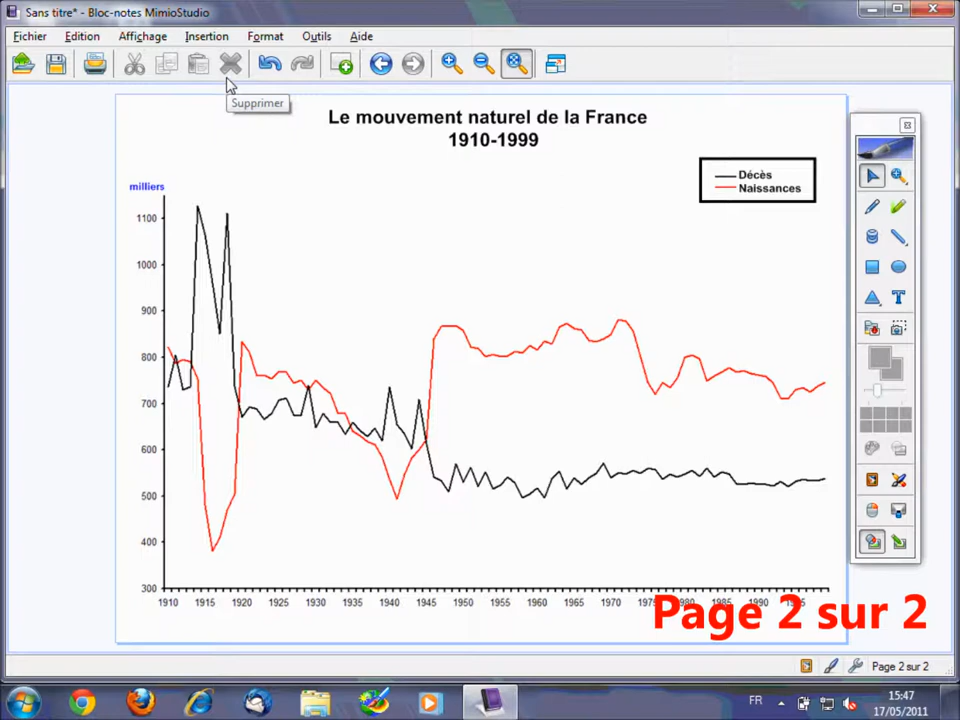 Sans titre* - Bloc-notes MimioStudio
Fichier Edition Affichage Insertion Format Outils Aide
Supprimer
Le mouvement naturel de la France
1910-1999
Décès
Naissances
milliers
1100
1000
900
800
700
600
500
400
300
1910 1915 1920 1925 1930 1935 1940 1945 1950 1955 1960 1965 1970 1975 1980 1985 1990 1995
Page 2 sur 2
Page 2 sur 2
FR
15:47
17/05/2011